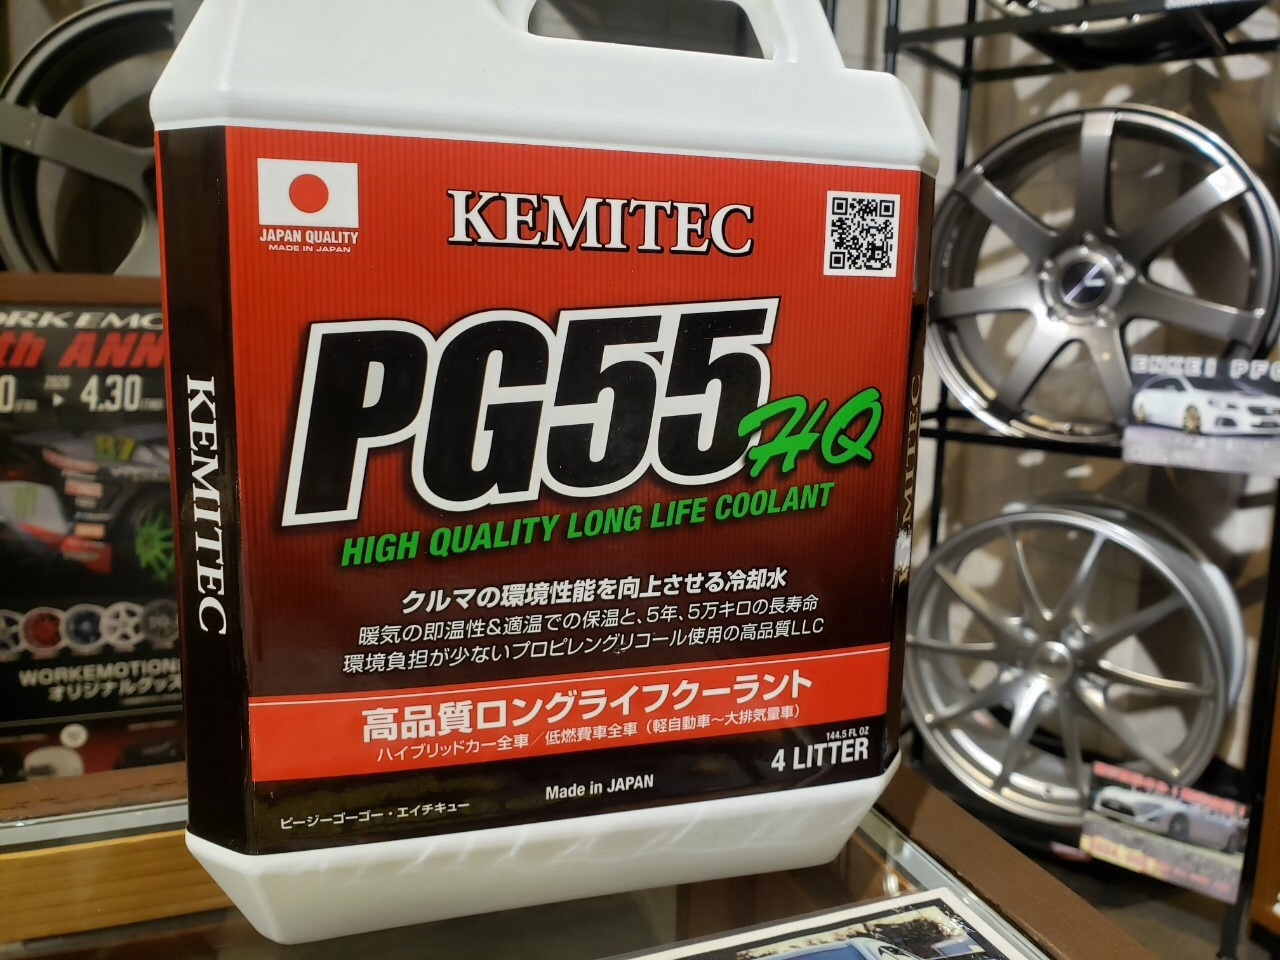 JAPAN QUALITY
MADE IN JAPAN
KEMITEC
PG55
HQ
HIGH QUALITY LONG LIFE COOLANT
クルマの環境性能を向上させる冷却水
暖気の即温性&適温での保温と、5年、5万キロの長寿命
環境負担が少ないプロピレングリコール使用の高品質LLC
高品質ロングライフクーラント
ハイブリッドカー全車／低燃費車全車（軽自動車〜大排気量車）
144.5 FL OZ
4 LITTER
Made in JAPAN
ピージーゴーゴー・エイチキュー
KEMITEC
EMITEC
ORK EMO
th ANN
4.30
WORKEMOTION
オリジナルグッズ
ENKEI PF0